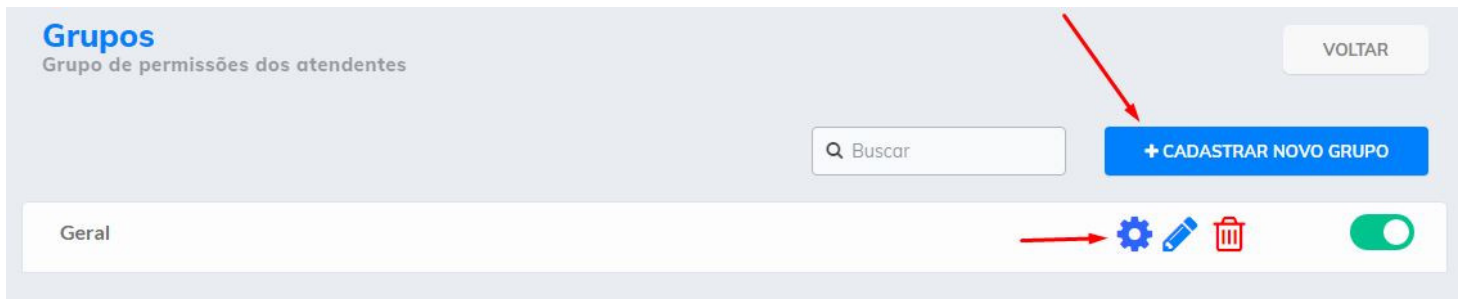 Grupos
Grupo de permissões dos atendentes
VOLTAR
Buscar
+ CADASTRAR NOVO GRUPO
Geral